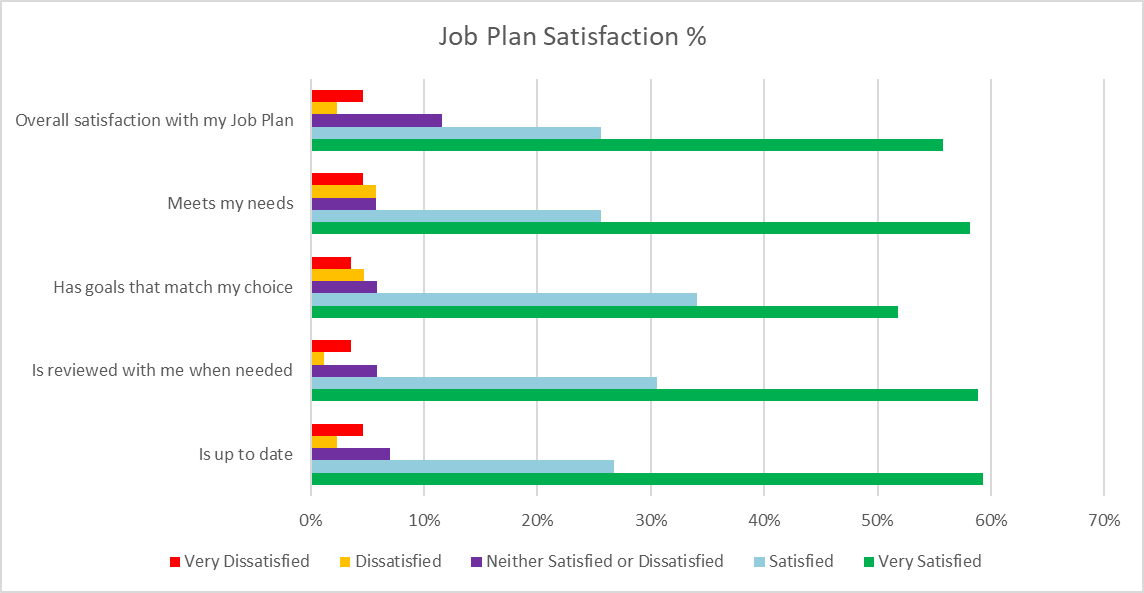 Job Plan Satisfaction %
Overall satisfaction with my Job Plan
Meets my needs
Has goals that match my choice
Is reviewed with me when needed
Is up to date
0% 10% 20% 30% 40% 50% 60% 70%
Very Dissatisfied Dissatisfied Neither Satisfied or Dissatisfied Satisfied Very Satisfied